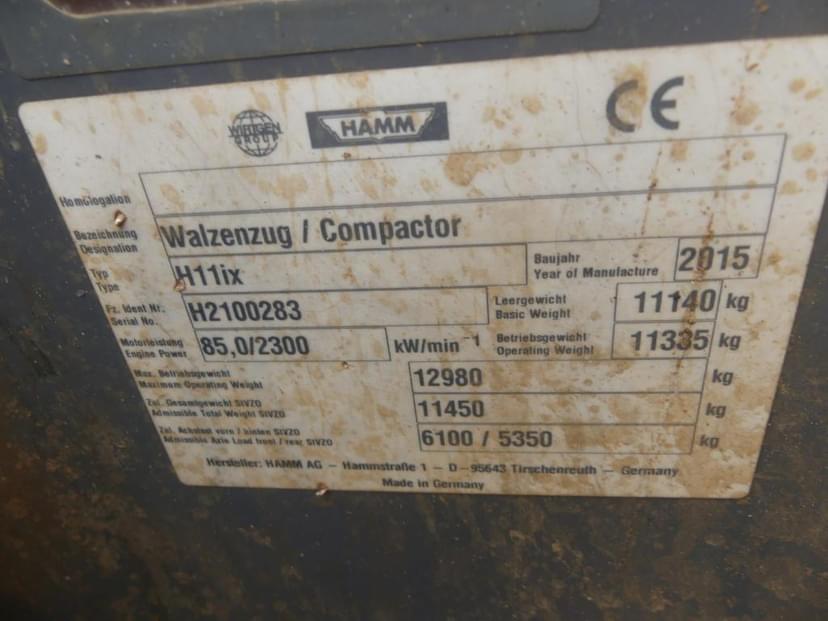 WIRTGEN GROUP
HAMM
CE
Homologation
Bezeichnung
Designation
Walzenzug / Compactor
Typ
Type
H11ix
Baujahr
Year of Manufacture
2015
Fz. Ident Nr.
Serial No.
H2100283
Leergewicht
Basic Weight
11140 kg
Motorleistung
Engine Power
85,0/2300 kW/min -1
Betriebsgewicht
Operating Weight
11335 kg
Max. Betriebsgewicht
Maximum Operating Weight
12980 kg
Zul. Gesamtgewicht StVZO
Admissible Total Weight StVZO
11450 kg
Zul. Achslast vorn / hinten StVZO
Admissible Axle Load front / rear StVZO
6100 / 5350 kg
Hersteller: HAMM AG – Hammstraße 1 – D-95643 Tirschenreuth – Germany
Made in Germany